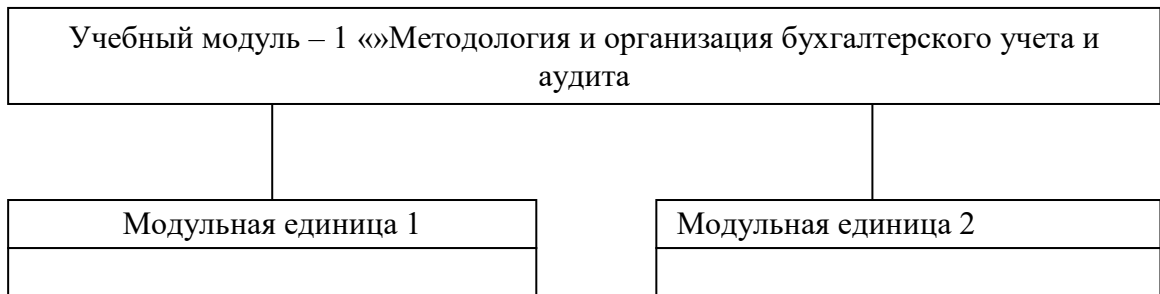 Учебный модуль – 1 «»Методология и организация бухгалтерского учета и
аудита
Модульная единица 1
Модульная единица 2